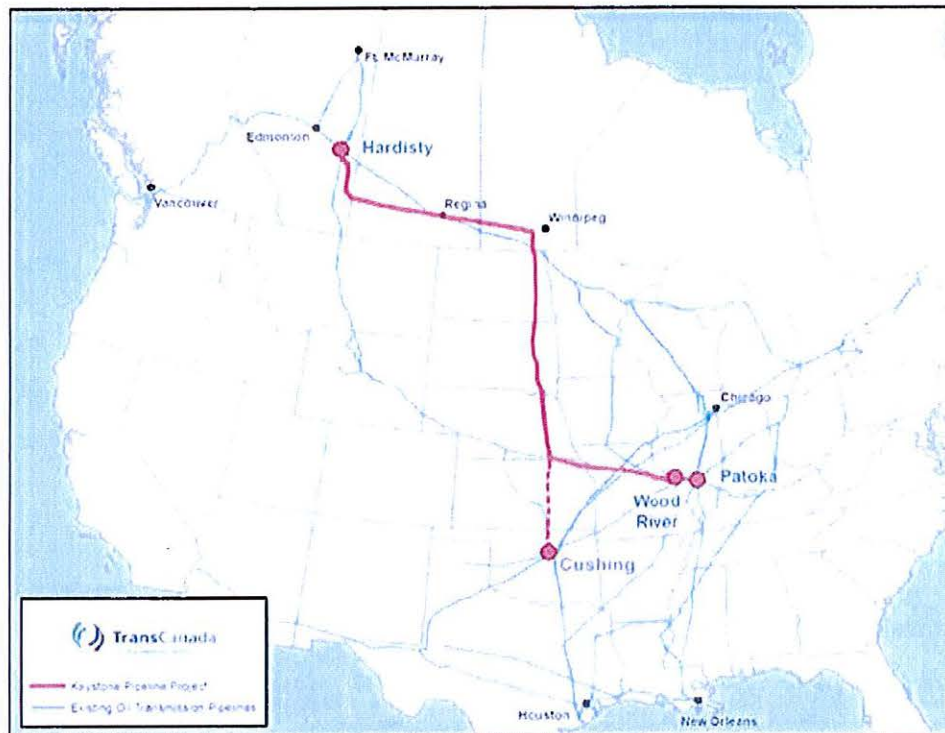 Ft. McMurray
Edmonton
Hardisty
Vancouver
Regina
Winnipeg
Chicago
Patoka
Wood
River
Cushing
TransCanada
Keystone Pipeline Project
Existing Oil Transmission Pipelines
Houston
New Orleans